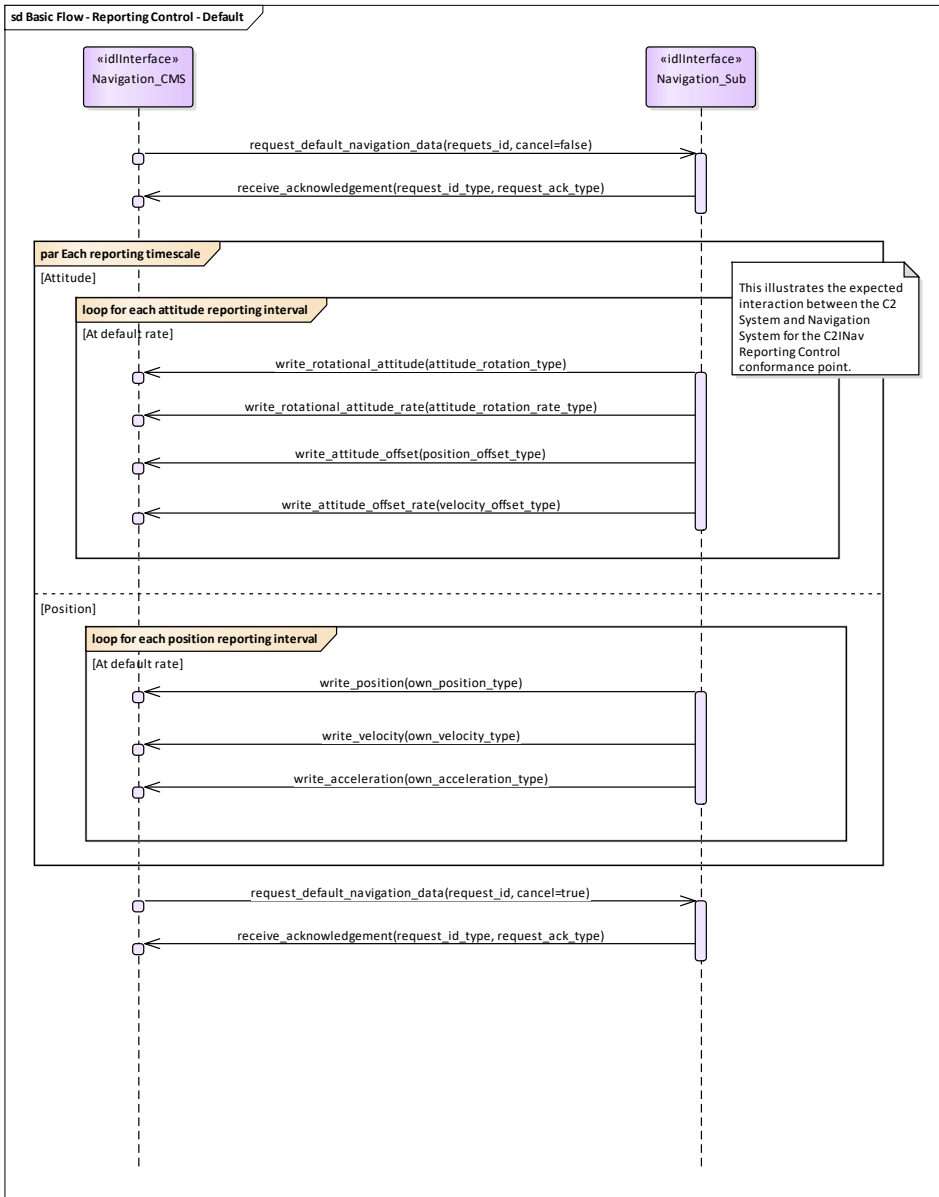 sd Basic Flow - Reporting Control - Default
«idlInterface»
Navigation_CMS
«idlInterface»
Navigation_Sub
request_default_navigation_data(requets_id, cancel=false)
receive_acknowledgement(request_id_type, request_ack_type)
par Each reporting timescale
[Attitude]
This illustrates the expected
interaction between the C2
System and Navigation
System for the C2INav
Reporting Control
conformance point.
loop for each attitude reporting interval
[At default rate]
write_rotational_attitude(attitude_rotation_type)
write_rotational_attitude_rate(attitude_rotation_rate_type)
write_attitude_offset(position_offset_type)
write_attitude_offset_rate(velocity_offset_type)
[Position]
loop for each position reporting interval
[At default rate]
write_position(own_position_type)
write_velocity(own_velocity_type)
write_acceleration(own_acceleration_type)
request_default_navigation_data(request_id, cancel=true)
receive_acknowledgement(request_id_type, request_ack_type)